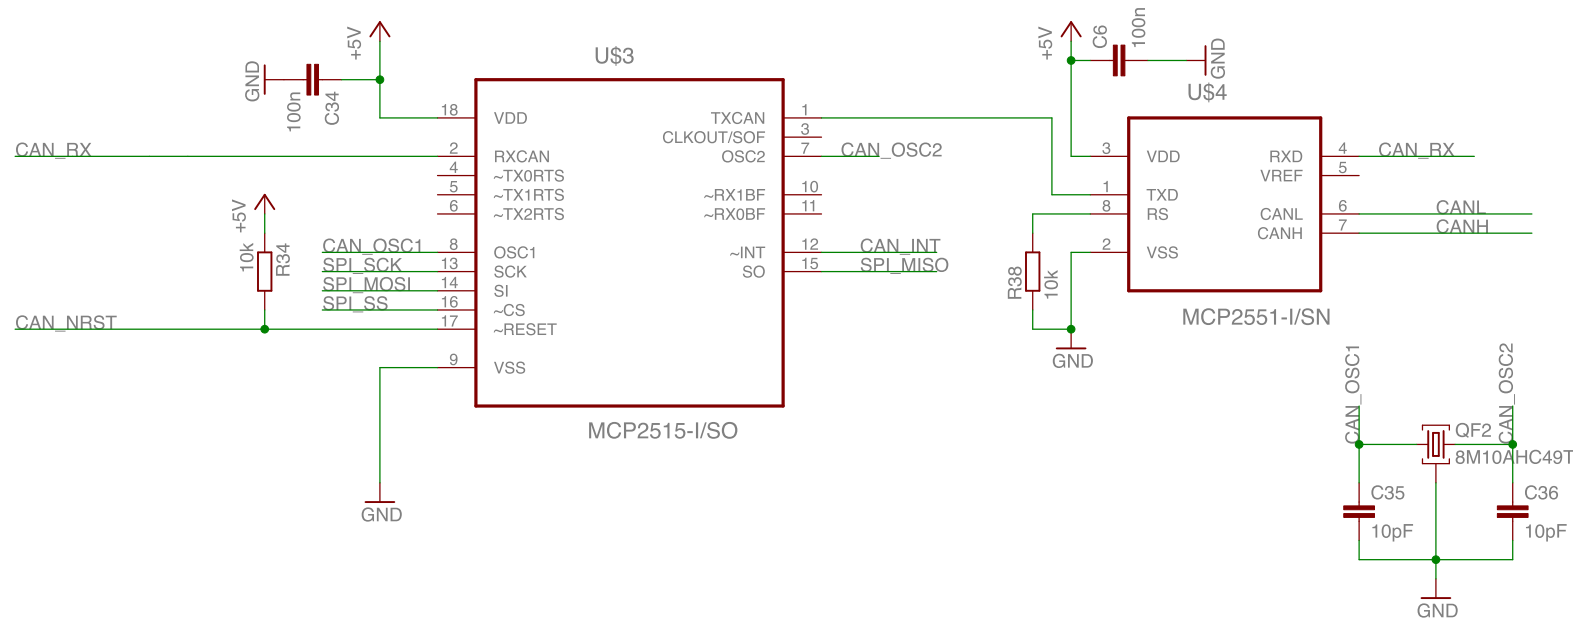 +5V
GND
100n
C34
U$3
18
VDD
CAN_RX
2
RXCAN
4
~TX0RTS
5
~TX1RTS
6
~TX2RTS
+5V
10k
R34
CAN_OSC1
8
OSC1
SPI_SCK
13
SCK
SPI_MOSI
14
SI
SPI_SS
16
~CS
CAN_NRST
17
~RESET
9
VSS
GND
TXCAN
1
CLKOUT/SOF
3
OSC2
7
CAN_OSC2
~RX1BF
10
~RX0BF
11
~INT
12
CAN_INT
SO
15
SPI_MISO
MCP2515-I/SO
+5V
C6
100n
GND
U$4
3
VDD
1
TXD
8
RS
2
VSS
R38
10k
GND
RXD
4
CAN_RX
VREF
5
CANL
6
CANL
CANH
7
CANH
MCP2551-I/SN
CAN_OSC1
CAN_OSC2
QF2
8M10AHC49T
C35
10pF
C36
10pF
GND